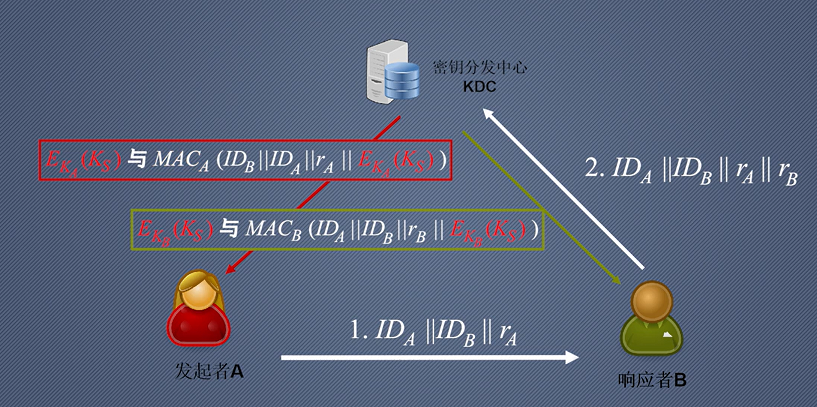 密钥分发中心
KDC
E_{K_A}(K_S) 与 MAC_A (ID_B||ID_A||r_A || E_{K_A}(K_S) )
2. ID_A ||ID_B || r_A || r_B
E_{K_B}(K_S) 与 MAC_B (ID_A ||ID_B||r_B || E_{K_B}(K_S) )
1. ID_A ||ID_B || r_A
发起者A
响应者B